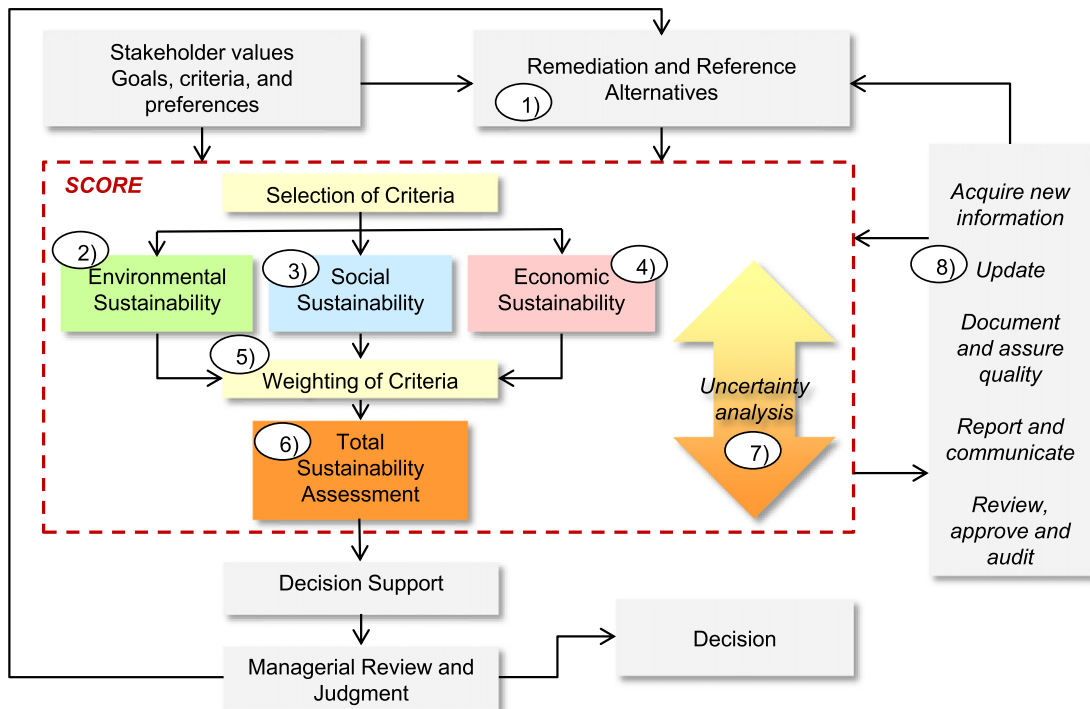 Stakeholder values
Goals, criteria, and
preferences
Remediation and Reference
Alternatives
1)
SCORE
Selection of Criteria
2)
Environmental
Sustainability
3)
Social
Sustainability
4)
Economic
Sustainability
5)
Weighting of Criteria
6)
Total
Sustainability
Assessment
Uncertainty
analysis
7)
Acquire new
information
8)
Update
Document
and assure
quality
Report and
communicate
Review,
approve and
audit
Decision Support
Managerial Review and
Judgment
Decision